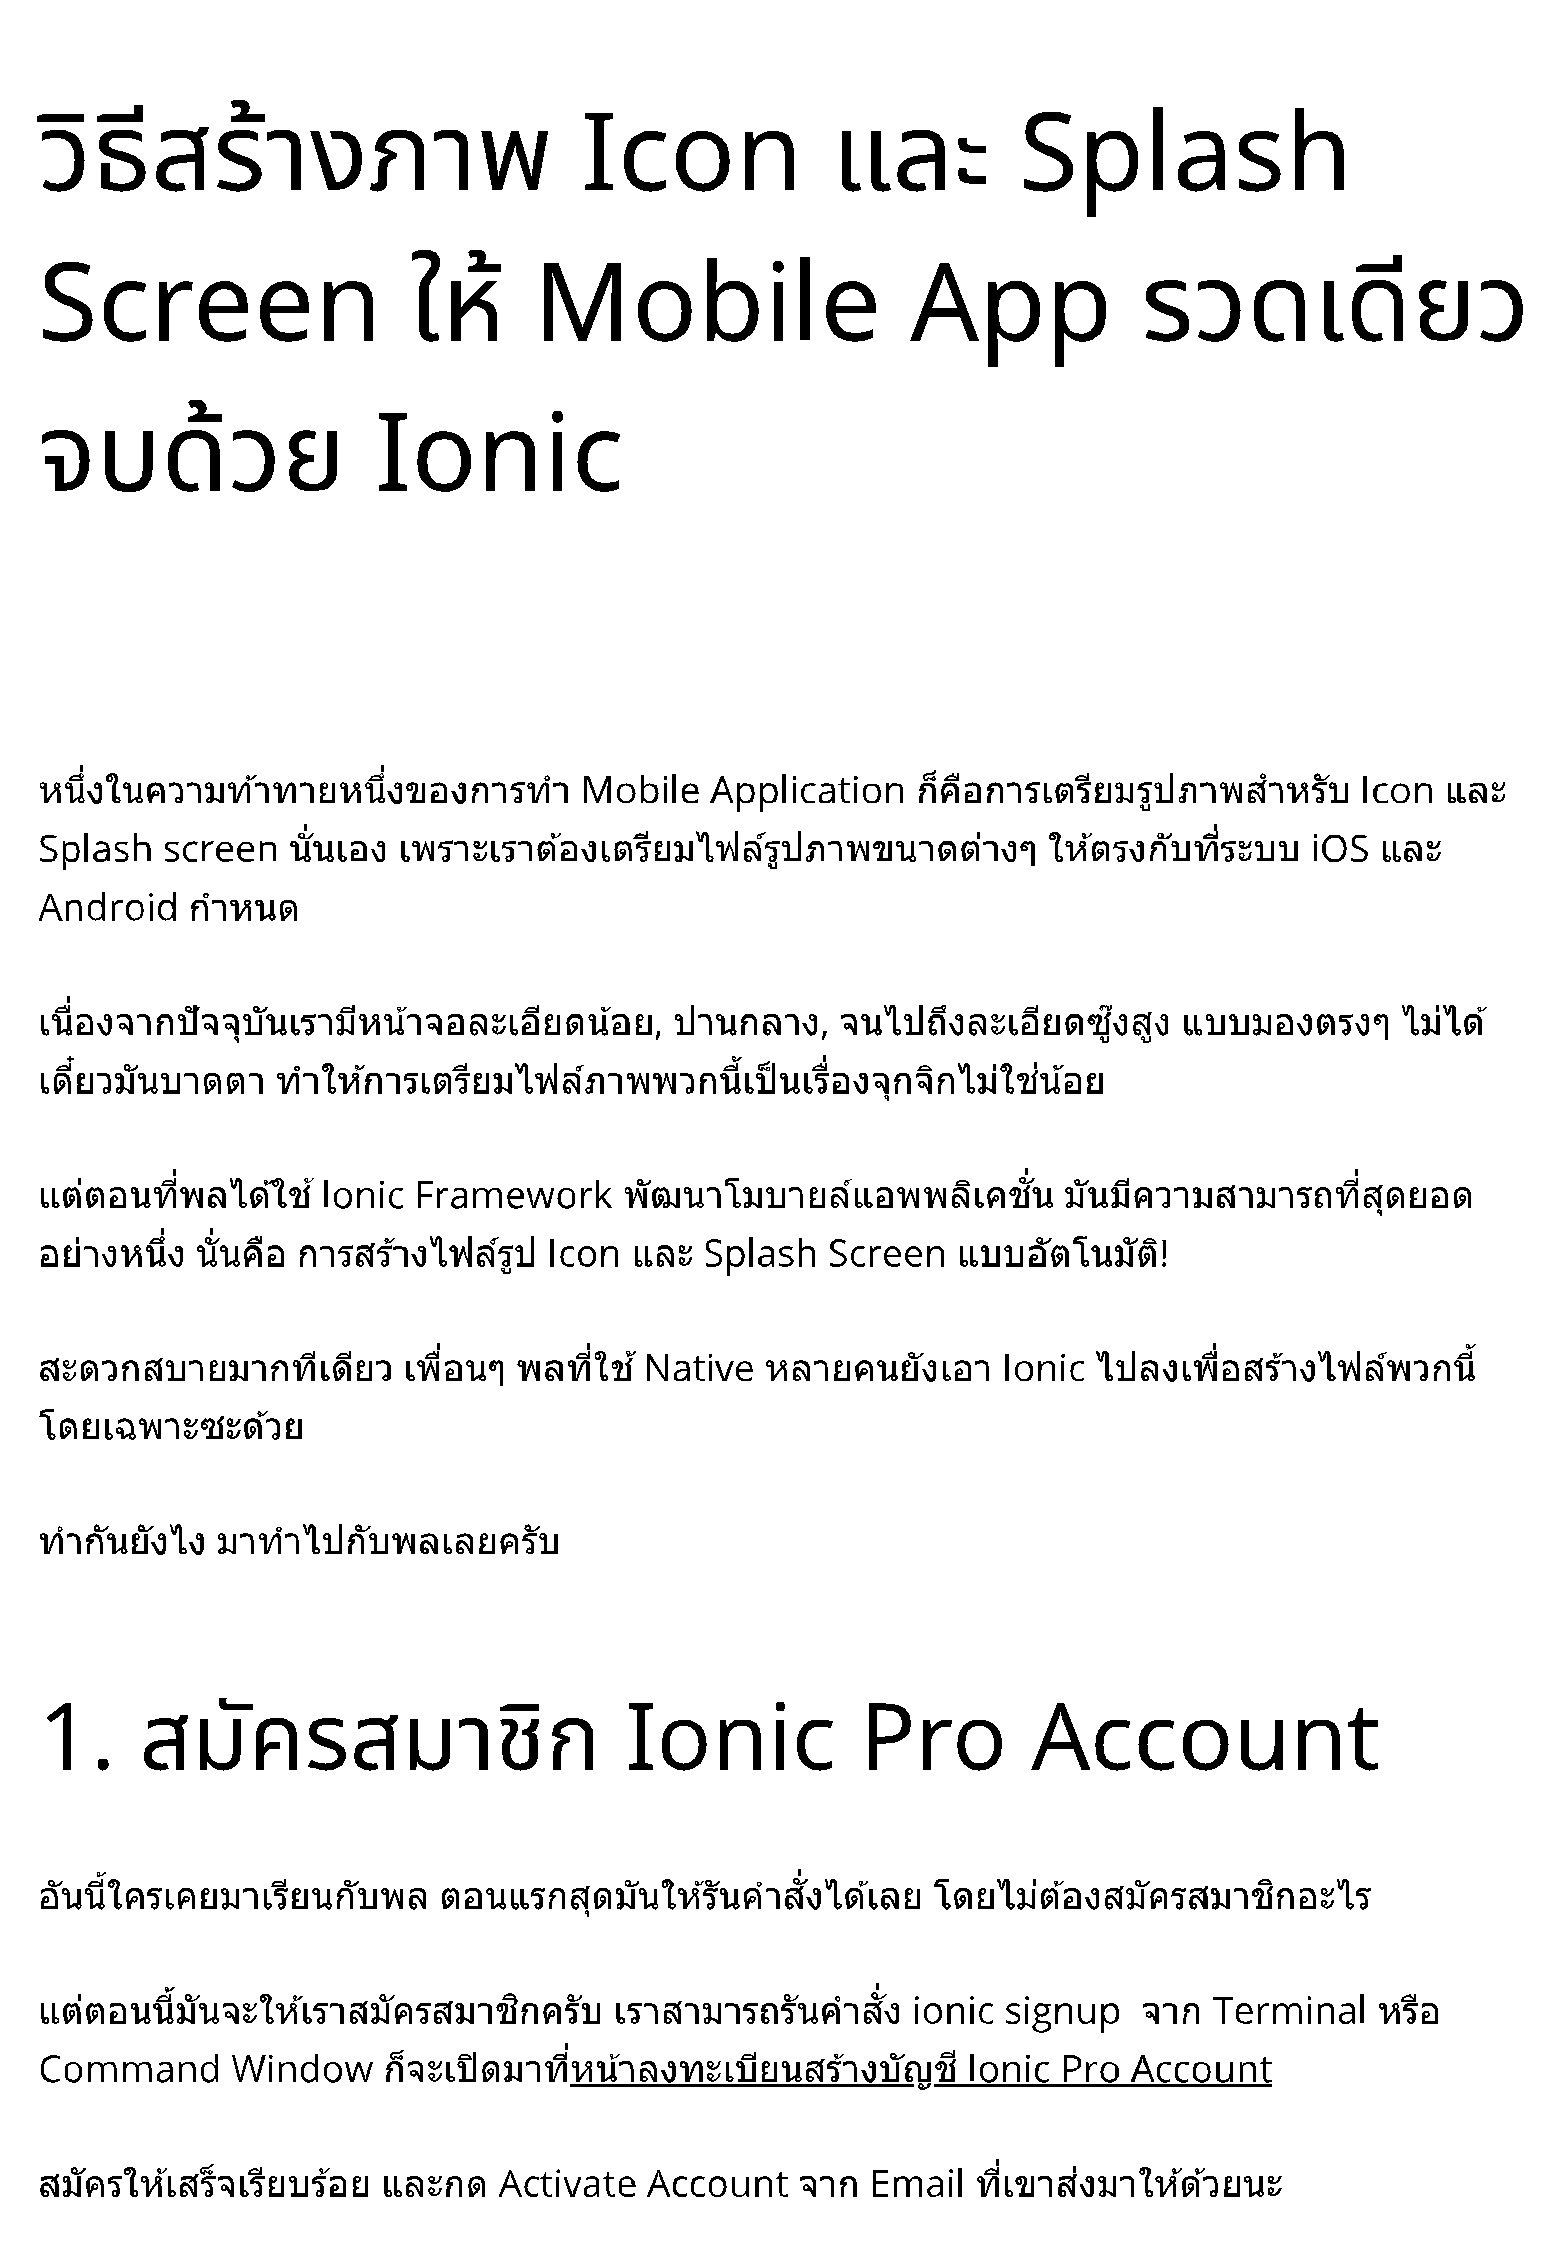 วิธีสร้างภาพ Icon และ Splash
Screen ให้ Mobile App รวดเดียว
จบด้วย Ionic
หนึ่งในความท้าทายหนึ่งของการทำ Mobile Application ก็คือการเตรียมรูปภาพสำหรับ Icon และ
Splash screen นั่นเอง เพราะเราต้องเตรียมไฟล์รูปภาพขนาดต่างๆ ให้ตรงกับที่ระบบ iOS และ
Android กำหนด
เนื่องจากปัจจุบันเรามีหน้าจอละเอียดน้อย, ปานกลาง, จนไปถึงละเอียดซู๊งสูง แบบมองตรงๆ ไม่ได้
เดี๋ยวมันบาดตา ทำให้การเตรียมไฟล์ภาพพวกนี้เป็นเรื่องจุกจิกไม่ใช่น้อย
แต่ตอนที่พลได้ใช้ Ionic Framework พัฒนาโมบายล์แอพพลิเคชั่น มันมีความสามารถที่สุดยอด
อย่างหนึ่ง นั่นคือ การสร้างไฟล์รูป Icon และ Splash Screen แบบอัตโนมัติ!
สะดวกสบายมากทีเดียว เพื่อนๆ พลที่ใช้ Native หลายคนยังเอา Ionic ไปลงเพื่อสร้างไฟล์พวกนี้
โดยเฉพาะซะด้วย
ทำกันยังไง มาทำไปกับพลเลยครับ
1. สมัครสมาชิก Ionic Pro Account
อันนี้ใครเคยมาเรียนกับพล ตอนแรกสุดมันให้รันคำสั่งได้เลย โดยไม่ต้องสมัครสมาชิกอะไร
แต่ตอนนี้มันจะให้เราสมัครสมาชิกครับ เราสามารถรันคำสั่ง ionic signup  จาก Terminal หรือ
Command Window ก็จะเปิดมาที่หน้าลงทะเบียนสร้างบัญชี Ionic Pro Account
สมัครให้เสร็จเรียบร้อย และกด Activate Account จาก Email ที่เขาส่งมาให้ด้วยนะ